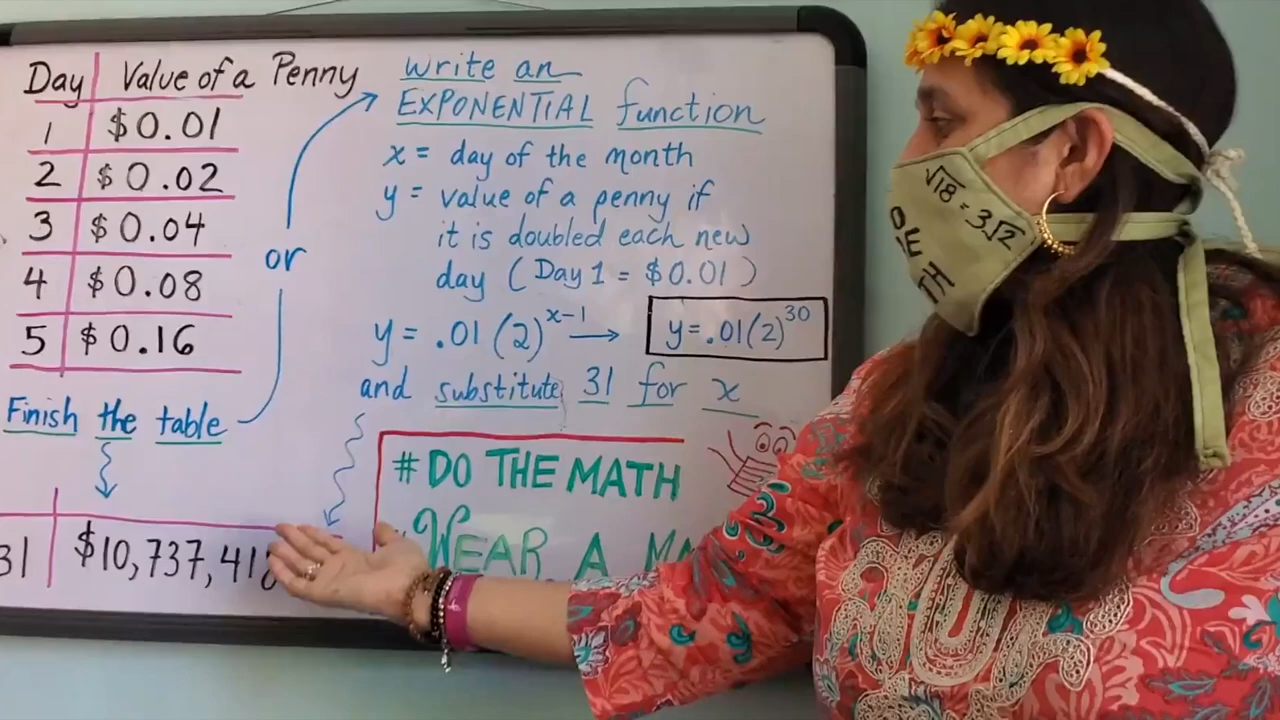 Day Value of a Penny
1 $0.01
2 $0.02
3 $0.04
4 $0.08
5 $0.16
Finish the table
31 $10,737,418
or
Write an
EXPONENTIAL function
x = day of the month
y = value of a penny if
it is doubled each new
day (Day 1 = $0.01)
y = .01 (2)^x-1 → y = .01(2)^30
and substitute 31 for x
# DO THE MATH
WEAR A
√18 = 3√2